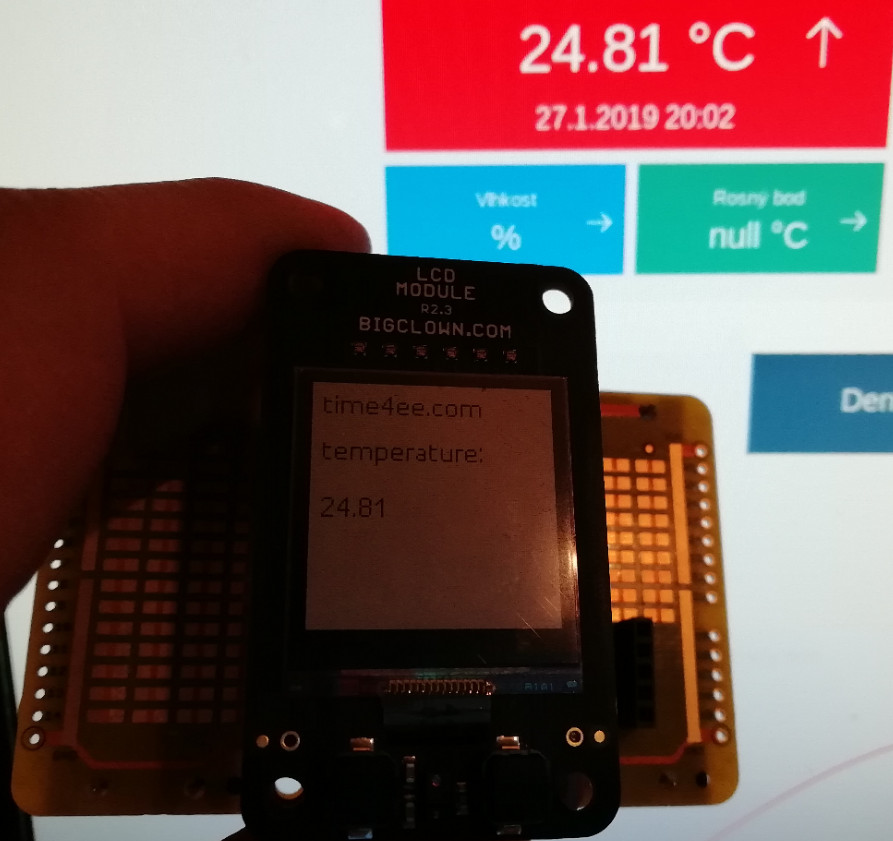 24.81 °C ↑
27.1.2019 20:02
Vlhkost
% →
Rosný bod
null °C →
LCD
MODULE
R2.3
BIGCLOWN.COM
time4ee.com
temperature:
24.81